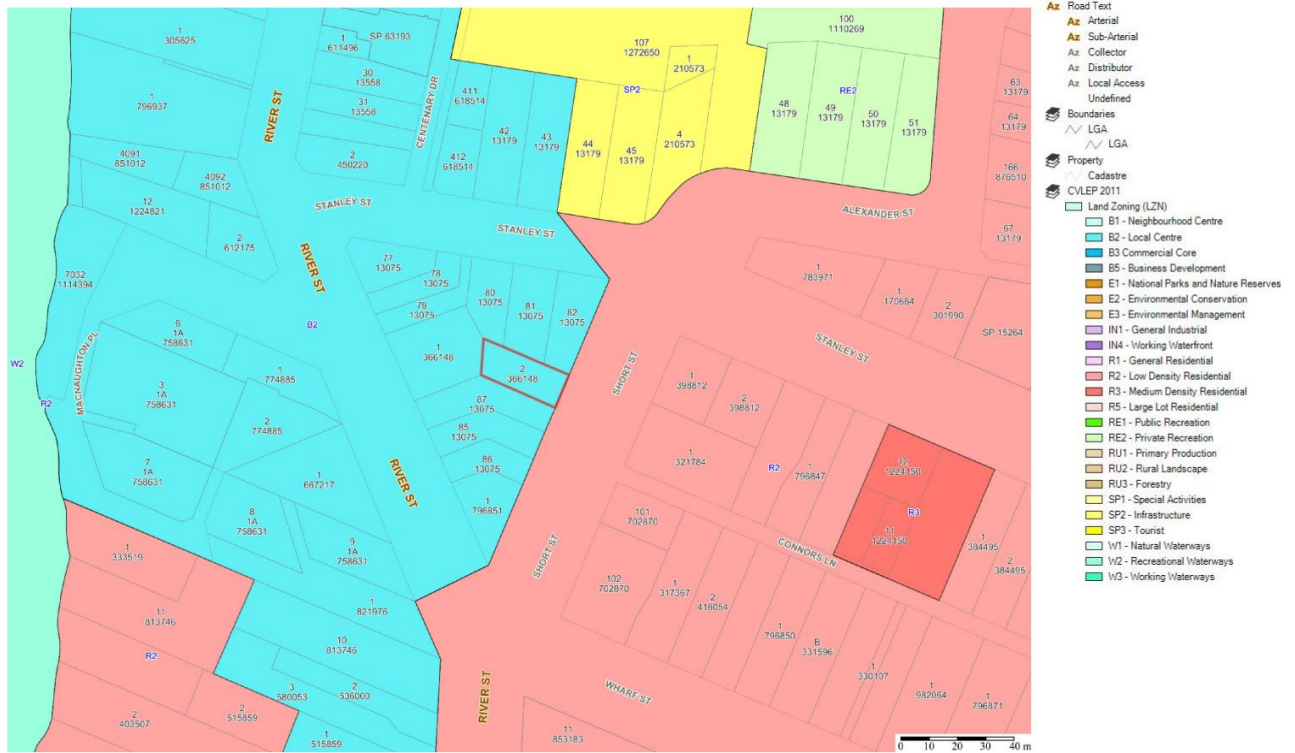 1
305625
1
796937
RIVER ST
1
611496
SP 63193
30
13558
31
13558
2
450220
CENTENARY DR
411
618514
412
618514
42
13179
43
13179
107
1272650
1
210573
SP2
44
13179
45
13179
4
210573
100
1110269
RE2
48
13179
49
13179
50
13179
51
13179
63
13179
64
13179
166
876510
67
13179
4091
851012
4092
851012
12
1224821
2
612175
STANLEY ST
STANLEY ST
ALEXANDER ST
7032
1114394
RIVER ST
77
13075
78
13075
79
13075
80
13075
81
13075
82
13075
1
783971
1
170664
2
301990
SP 15264
W2
R2
MACNAUGHTON PL
6
1A
758631
B2
1
774885
3
1A
758631
2
774885
7
1A
758631
1
366148
2
366148
87
13075
85
13075
86
13075
1
796851
1
667217
8
1A
758631
9
1A
758631
RIVER ST
SHORT ST
STANLEY ST
1
398812
2
398812
1
321784
R2
1
796847
12
1224150
R3
11
1224150
1
384495
2
384495
SHORT ST
CONNORS LN
101
702870
102
702870
1
317367
2
416054
1
796850
B
331596
1
330107
1
982064
1
796871
1
333519
11
813746
R2
1
821976
10
813746
3
580053
2
536000
2
403507
2
515859
1
515859
RIVER ST
WHARF ST
11
853183
0 10 20 30 40 m
Az Road Text
Az Arterial
Az Sub-Arterial
Az Collector
Az Distributor
Az Local Access
Undefined
Boundaries
LGA
LGA
Property
Cadastre
CVLEP 2011
Land Zoning (LZN)
B1 - Neighbourhood Centre
B2 - Local Centre
B3 Commercial Core
B5 - Business Development
E1 - National Parks and Nature Reserves
E2 - Environmental Conservation
E3 - Environmental Management
IN1 - General Industrial
IN4 - Working Waterfront
R1 - General Residential
R2 - Low Density Residential
R3 - Medium Density Residential
R5 - Large Lot Residential
RE1 - Public Recreation
RE2 - Private Recreation
RU1 - Primary Production
RU2 - Rural Landscape
RU3 - Forestry
SP1 - Special Activities
SP2 - Infrastructure
SP3 - Tourist
W1 - Natural Waterways
W2 - Recreational Waterways
W3 - Working Waterways